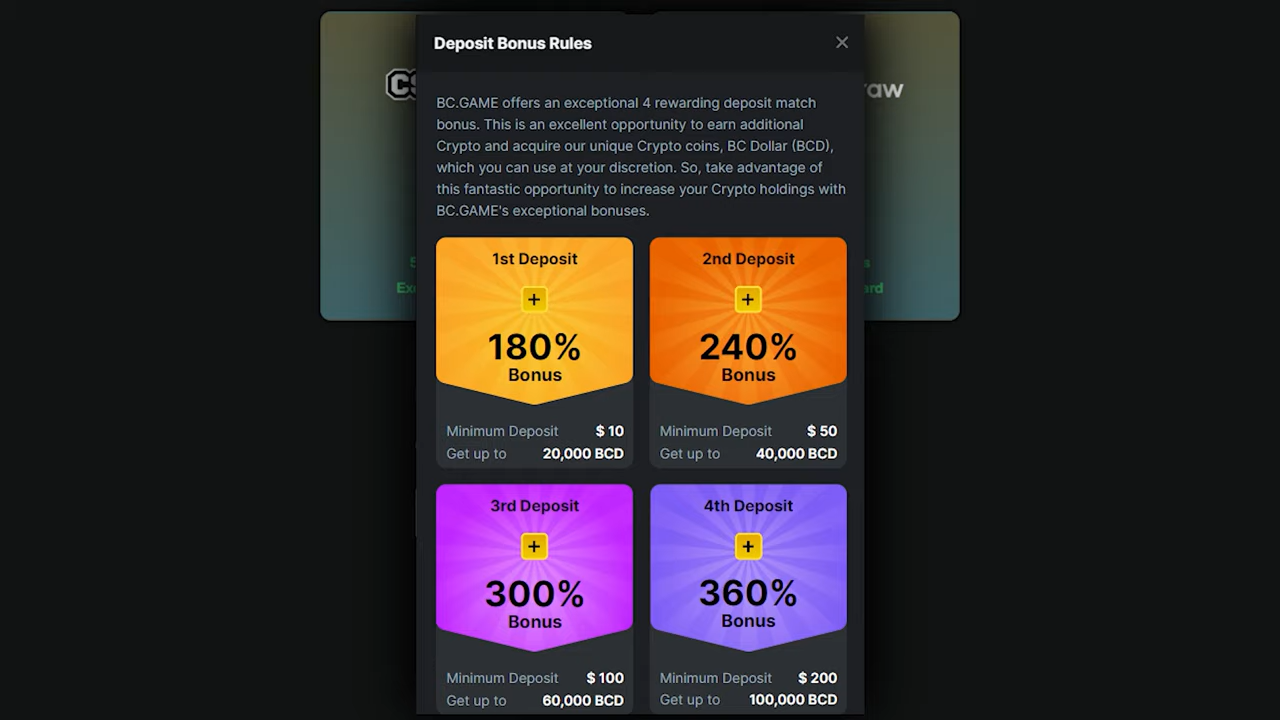 Deposit Bonus Rules
BC.GAME offers an exceptional 4 rewarding deposit match
bonus. This is an excellent opportunity to earn additional
Crypto and acquire our unique Crypto coins, BC Dollar (BCD),
which you can use at your discretion. So, take advantage of
this fantastic opportunity to increase your Crypto holdings with
BC.GAME's exceptional bonuses.
1st Deposit
+
180%
Bonus
Minimum Deposit $ 10
Get up to 20,000 BCD
2nd Deposit
+
240%
Bonus
Minimum Deposit $ 50
Get up to 40,000 BCD
3rd Deposit
+
300%
Bonus
Minimum Deposit $ 100
Get up to 60,000 BCD
4th Deposit
+
360%
Bonus
Minimum Deposit $ 200
Get up to 100,000 BCD